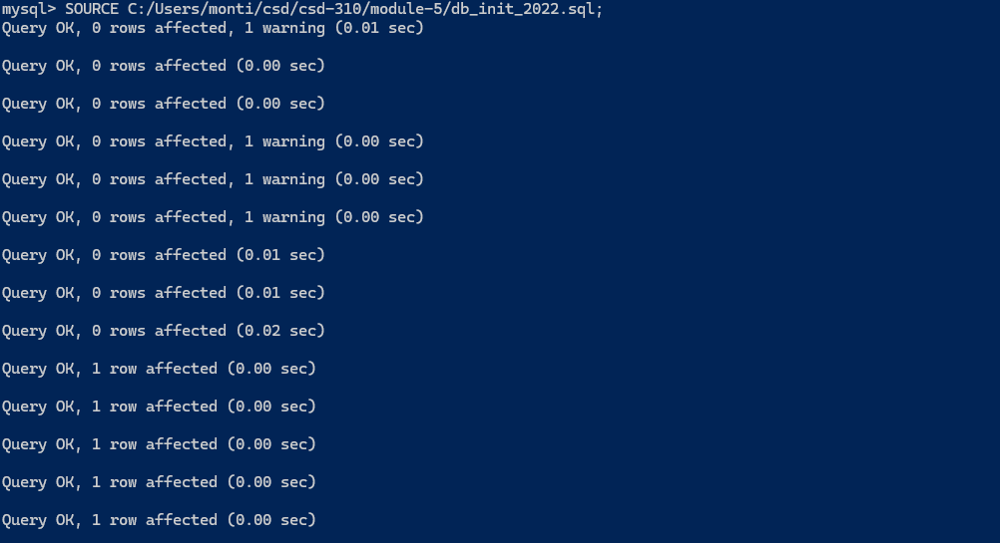 mysql> SOURCE C:/Users/monti/csd/csd-310/module-5/db_init_2022.sql;
Query OK, 0 rows affected, 1 warning (0.01 sec)
Query OK, 0 rows affected (0.00 sec)
Query OK, 0 rows affected (0.00 sec)
Query OK, 0 rows affected, 1 warning (0.00 sec)
Query OK, 0 rows affected, 1 warning (0.00 sec)
Query OK, 0 rows affected, 1 warning (0.00 sec)
Query OK, 0 rows affected (0.01 sec)
Query OK, 0 rows affected (0.01 sec)
Query OK, 0 rows affected (0.02 sec)
Query OK, 1 row affected (0.00 sec)
Query OK, 1 row affected (0.00 sec)
Query OK, 1 row affected (0.00 sec)
Query OK, 1 row affected (0.00 sec)
Query OK, 1 row affected (0.00 sec)